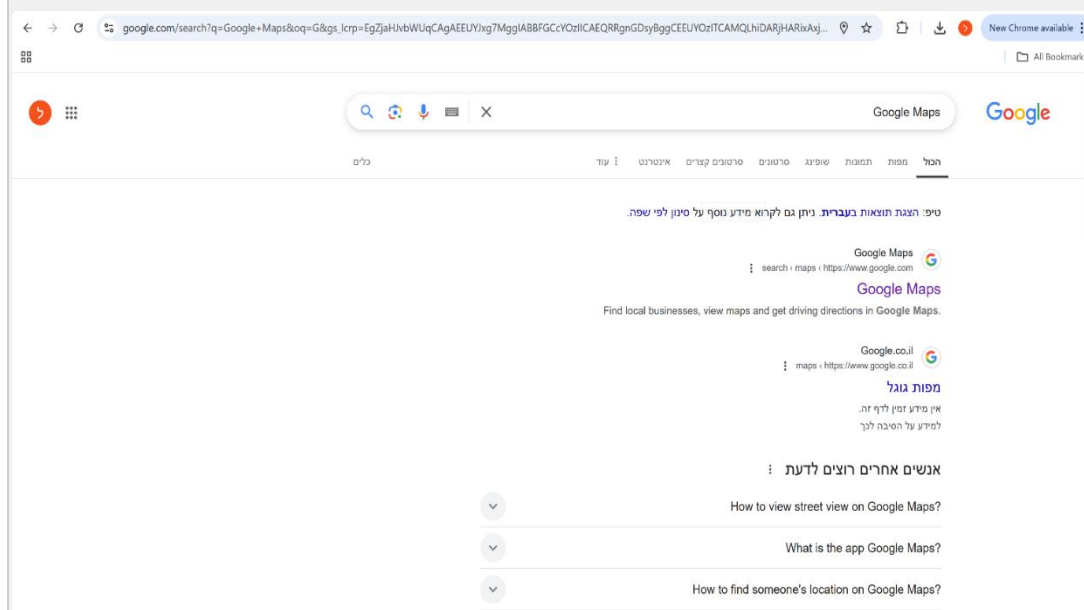 google.com/search?q=Google+Maps&oq=G&gs_lcrp=EgZjaHJvbWUqCAgAEEUYJxg7MggIABBFGCcYOzIICAEQRRgnGDsyBggCEEUYOzITCAMQLhiDARjHARixAxj...
New Chrome available
All Bookmark
ל
Google Maps
Google
הכול מפות תמונות שופינג סרטונים סרטונים קצרים אינטרנט עוד כלים
טיפ: הצגת תוצאות בעברית. ניתן גם לקרוא מידע נוסף על סינון לפי שפה.
Google Maps
https://www.google.com › maps › search
Google Maps
Find local businesses, view maps and get driving directions in Google Maps.
Google.co.il
https://www.google.co.il › maps
מפות גוגל
אין מידע זמין לדף זה.
למידע על הסיבה לכך
אנשים אחרים רוצים לדעת
How to view street view on Google Maps?
What is the app Google Maps?
How to find someone's location on Google Maps?